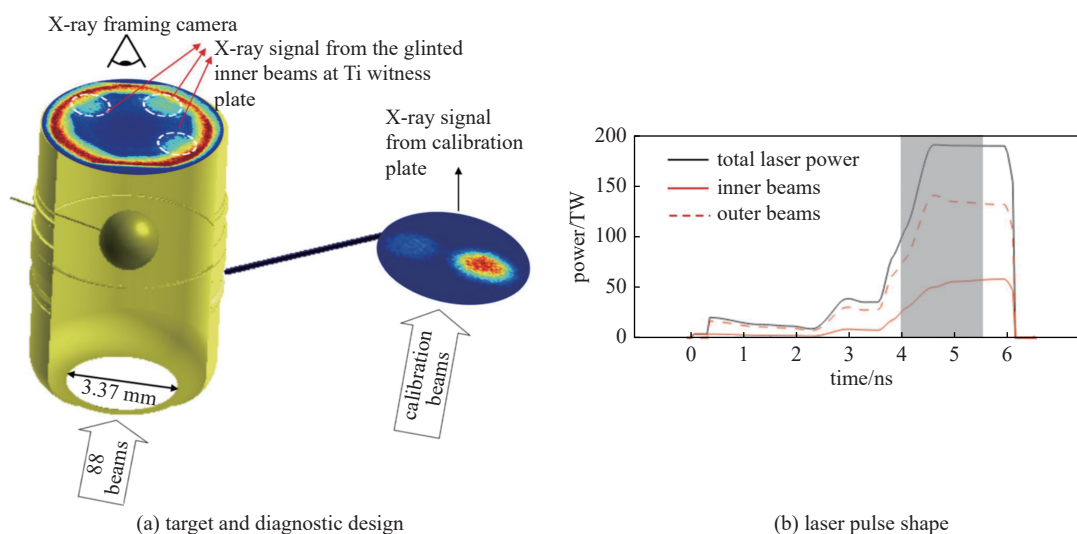 X-ray framing camera
X-ray signal from the glinted
inner beams at Ti witness
plate
X-ray signal
from calibration
plate
3.37 mm
88
beams
calibration
beams
(a) target and diagnostic design
200
150
100
50
0
power/TW
total laser power
inner beams
outer beams
0 1 2 3 4 5 6
time/ns
(b) laser pulse shape